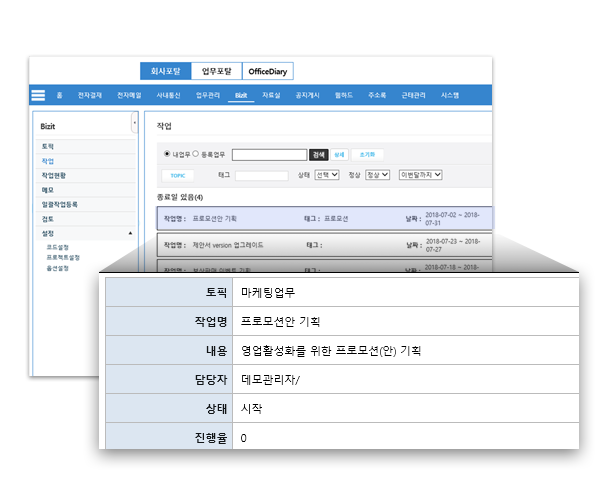 회사포탈 업무포탈 OfficeDiary
홈 전자결재 전자메일 사내통신 업무관리 Bizit 자료실 공지게시 웹하드 주소록 근태관리 시스템
Bizit
토픽
작업
작업현황
메모
일괄작업등록
검토
설정
코드설정
프로젝트설정
옵션설정
작업
내업무 등록업무 검색 상세 초기화
TOPIC 태그 상태 선택 정상 정상 이번달까지
종료일 있음(4)
작업명 : 프로모션안 기획 태그 : 프로모션 날짜 : 2018-07-02 ~ 2018-07-31
작업명 : 제안서 version 업그레이드 태그 : 날짜 : 2018-07-23 ~ 2018-07-27
작업명 : 기획 태그 : 날짜 : 2018-07-18 ~ 2018-
토픽 마케팅업무
작업명 프로모션안 기획
내용 영업활성화를 위한 프로모션(안) 기획
담당자 데모관리자/
상태 시작
진행율 0